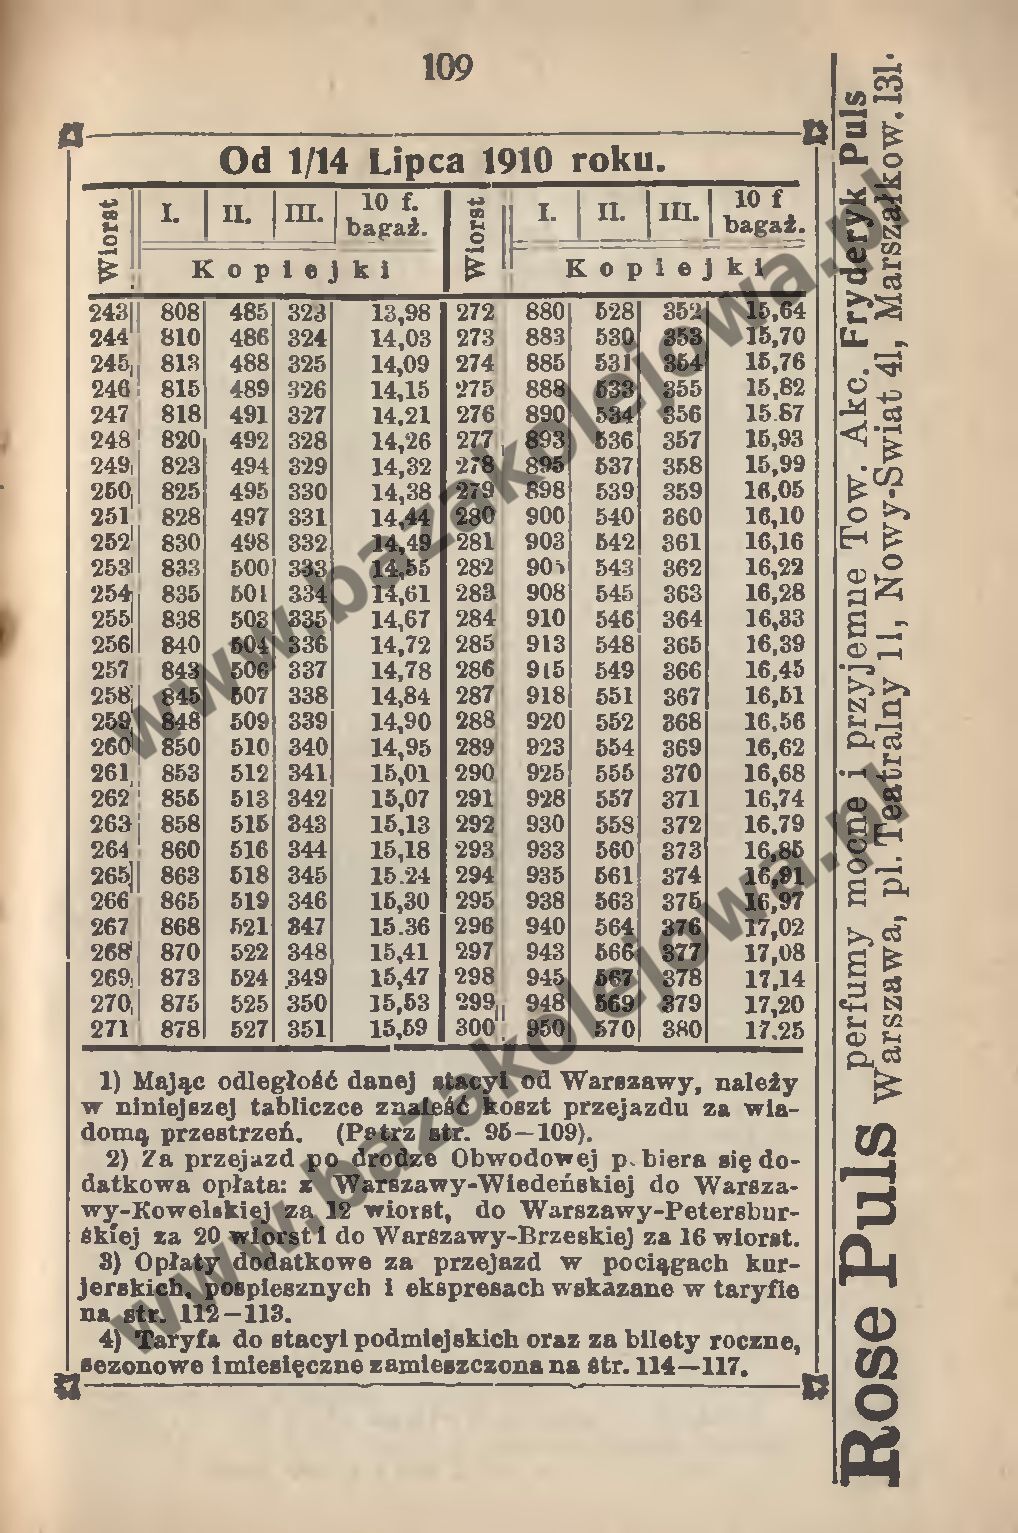 109
Od 1/14 Lipca 1910 roku.
Wiorst I. II. III. 10 f. bagaż. Wiorst I. II. III. 10 f bagaż.
Kopiejki Kopiejki
243 808 485 323 13,98 272 880 528 352 15,64
244 810 486 324 14,03 273 883 530 353 15,70
245 813 488 325 14,09 274 885 531 354 15,76
246 815 489 326 14,15 275 888 533 355 15,82
247 818 491 327 14.21 276 890 534 356 15.87
248 820 492 328 14,26 277 893 536 357 15,93
249 823 494 329 14,32 278 895 537 358 15,99
250 825 495 330 14,38 279 898 539 359 16,05
251 828 497 331 14,44 280 900 540 360 16,10
252 830 498 332 14,49 281 903 542 361 16,16
253 833 500 333 14,55 282 905 543 362 16,22
254 835 501 334 14,61 283 908 545 363 16,28
255 838 503 335 14,67 284 910 546 364 16,33
256 840 504 336 14,72 285 913 548 365 16,39
257 843 506 337 14,78 286 915 549 366 16,45
258 845 507 338 14,84 287 918 551 367 16,51
259 848 509 339 14,90 288 920 552 368 16,56
260 850 510 340 14,95 289 923 554 369 16,62
261 853 512 341 15,01 290 925 555 370 16,68
262 855 513 342 15,07 291 928 557 371 16,74
263 858 515 343 15,13 292 930 558 372 16.79
264 860 516 344 15,18 293 933 560 373 16,85
265 863 518 345 15.24 294 935 561 374 16,91
266 865 519 346 15,30 295 938 563 375 16,97
267 868 521 347 15.36 296 940 564 376 17,02
268 870 522 348 15,41 297 943 566 377 17,08
269 873 524 349 15,47 298 945 567 378 17,14
270 875 525 350 15,53 299 948 569 379 17,20
271 878 527 351 15,59 300 950 570 380 17.25
1) Mając odległość danej stacyi od Warszawy, należy
w niniejszej tabliczce znaleść koszt przejazdu za wia-
domą przestrzeń. (Patrz str. 95—109).
2) Za przejazd po drodze Obwodowej pobiera się do-
datkowa opłata: z Warszawy-Wiedeńskiej do Warsza-
wy-Kowelskiej za 12 wiorst, do Warszawy-Petersbur-
skiej za 20 wiorst i do Warszawy-Brzeskiej za 16 wiorst.
3) Opłaty dodatkowe za przejazd w pociągach kur-
jerskich, pospiesznych i ekspresach wskazane w taryfie
na str. 112—113.
4) Taryfa do stacyi podmiejskich oraz za bilety roczne,
sezonowe i miesięczne zamieszczona na str. 114—117.
Rose Puls perfumy mocne i przyjemne Tow. Akc. Fryderyk Puls
Warszawa, pl. Teatralny 11, Nowy-Swiat 41, Marszałkow. 131.
www.bazakolejowa.pl
www.bazakolejowa.pl